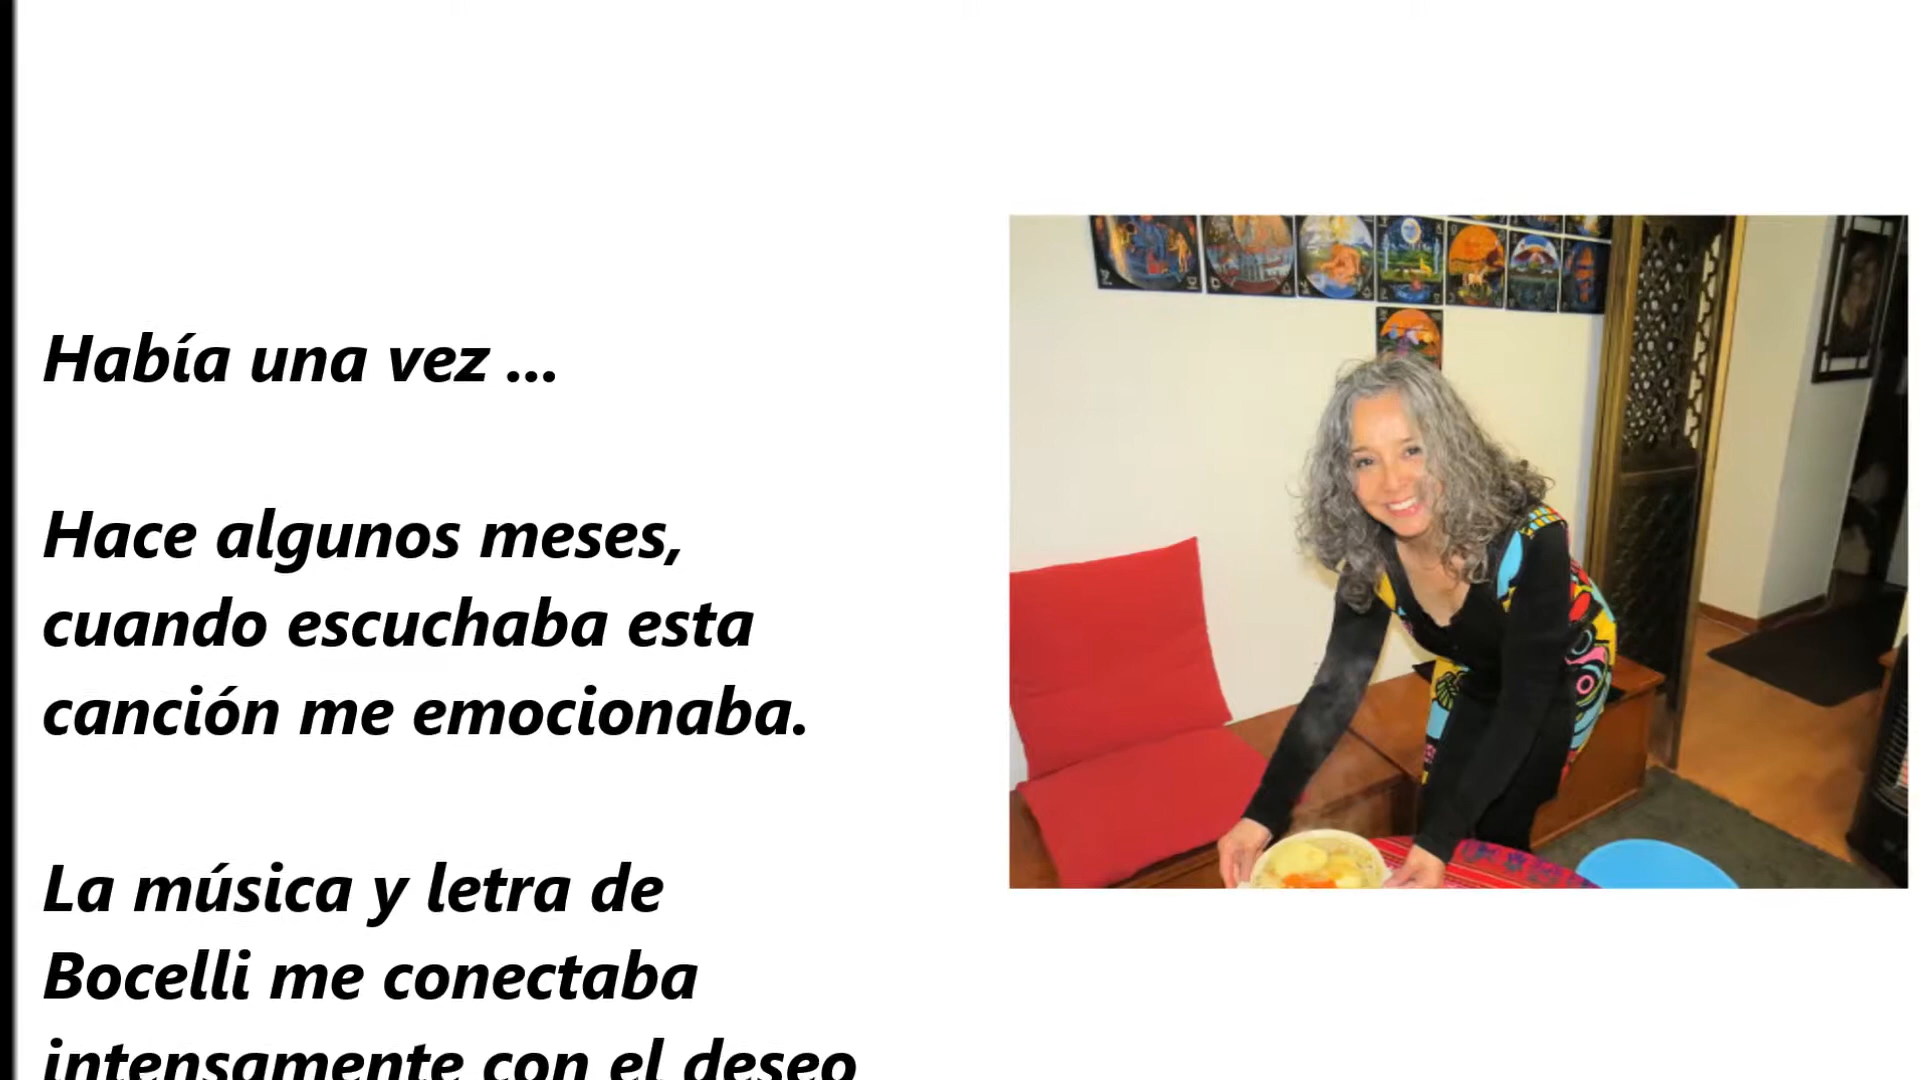 Había una vez ...
Hace algunos meses,
cuando escuchaba esta
canción me emocionaba.
La música y letra de
Bocelli me conectaba
intensamente con el deseo